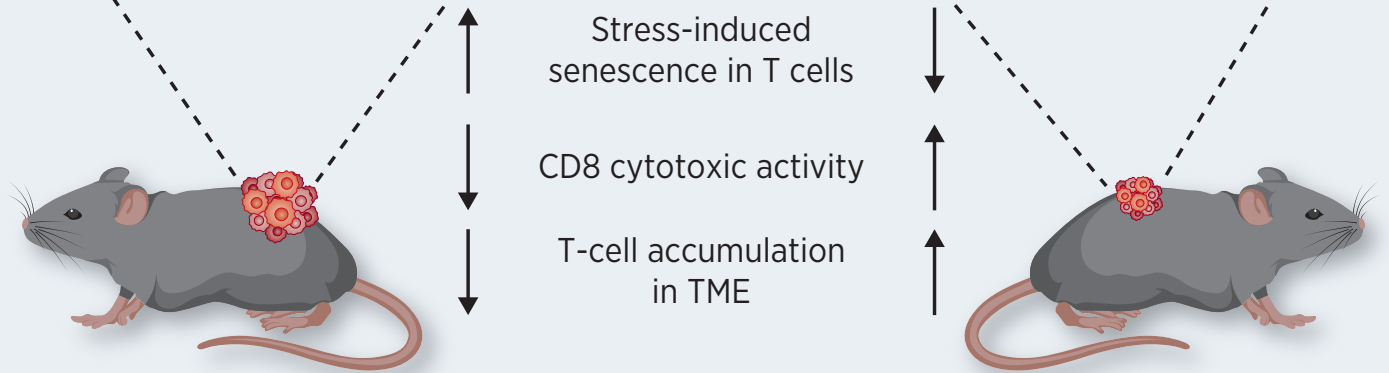 Stress-induced
senescence in T cells
CD8 cytotoxic activity
T-cell accumulation
in TME